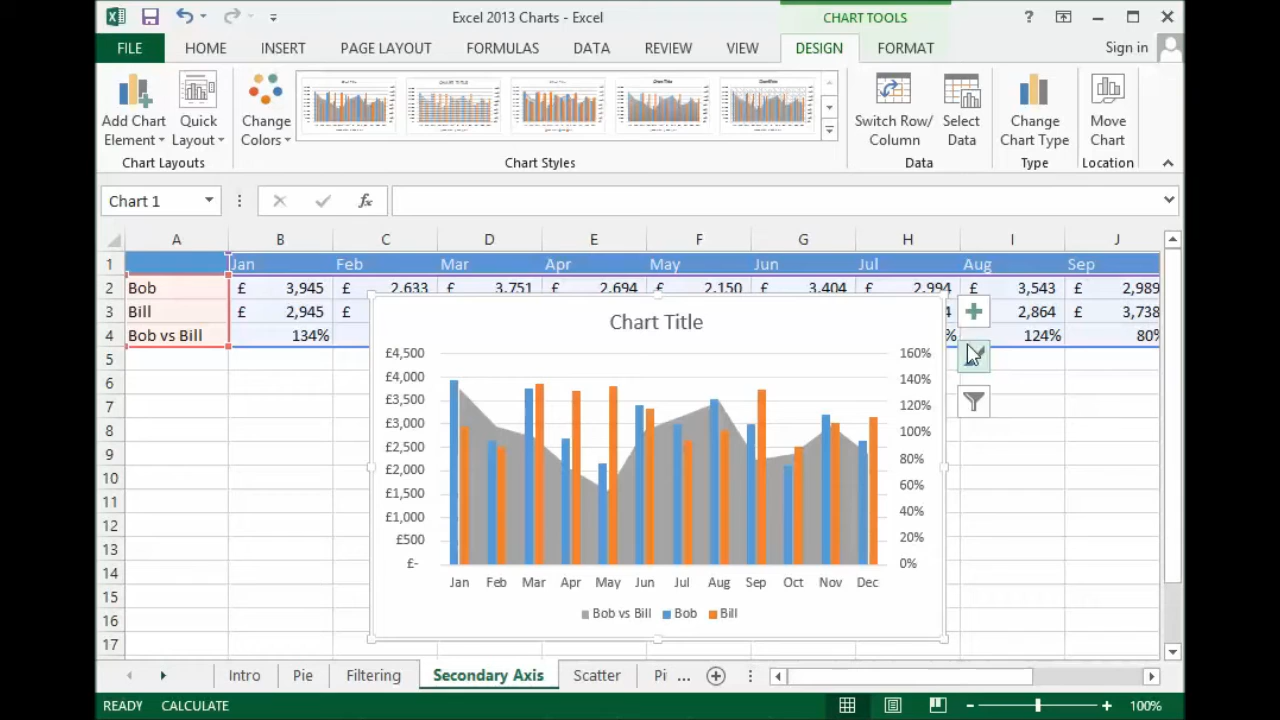 Excel 2013 Charts - Excel
CHART TOOLS
?
FILE HOME INSERT PAGE LAYOUT FORMULAS DATA REVIEW VIEW DESIGN FORMAT Sign in
Add Chart Element
Quick Layout
Change Colors
Switch Row/ Column
Select Data
Change Chart Type
Move Chart
Chart Layouts Chart Styles Data Type Location
Chart 1 fx
A B C D E F G H I J
1 Jan Feb Mar Apr May Jun Jul Aug Sep
2 Bob £ 3,945 £ 2,633 £ 3,751 £ 2,694 £ 2,150 £ 3,404 £ 2,994 £ 3,543 £ 2,989
3 Bill £ 2,945 £ 4 £ 2,864 £ 3,738
4 Bob vs Bill 134% % 124% 80%
5
6
7
8
9
10
11
12
13
14
15
16
17
Chart Title
£4,500 160%
£4,000 140%
£3,500 120%
£3,000 100%
£2,500 80%
£2,000 60%
£1,500 40%
£1,000 20%
£500 0%
£-
Jan Feb Mar Apr May Jun Jul Aug Sep Oct Nov Dec
Bob vs Bill Bob Bill
Intro Pie Filtering Secondary Axis Scatter Pi ...
READY CALCULATE 100%